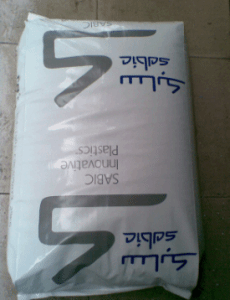 سابك
sabic
SABIC
Innovative
Plastics
سابك
sabic